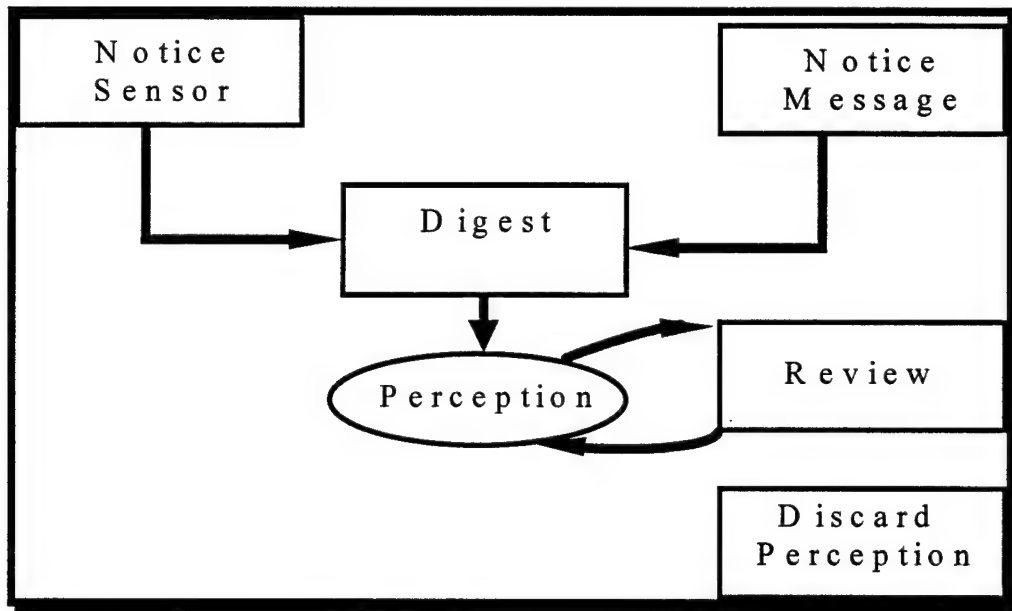 Notice
Sensor
Notice
Message
Digest
Perception
Review
Discard
Perception